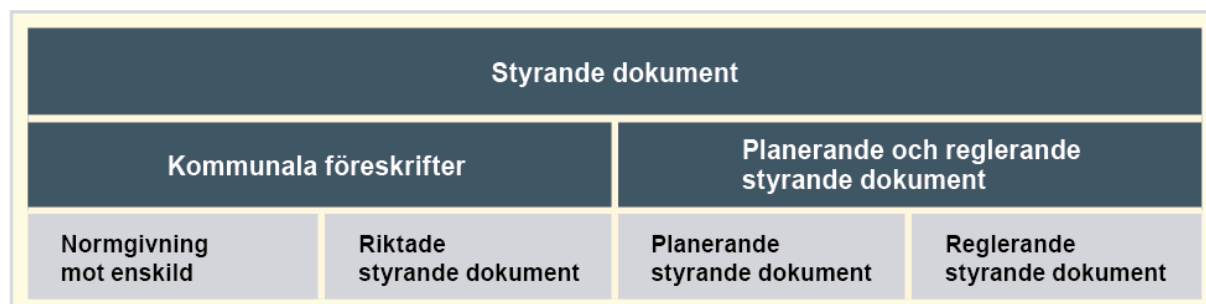 Styrande dokument
Kommunala föreskrifter
Planerande och reglerande
styrande dokument
Normgivning
mot enskild
Riktade
styrande dokument
Planerande
styrande dokument
Reglerande
styrande dokument